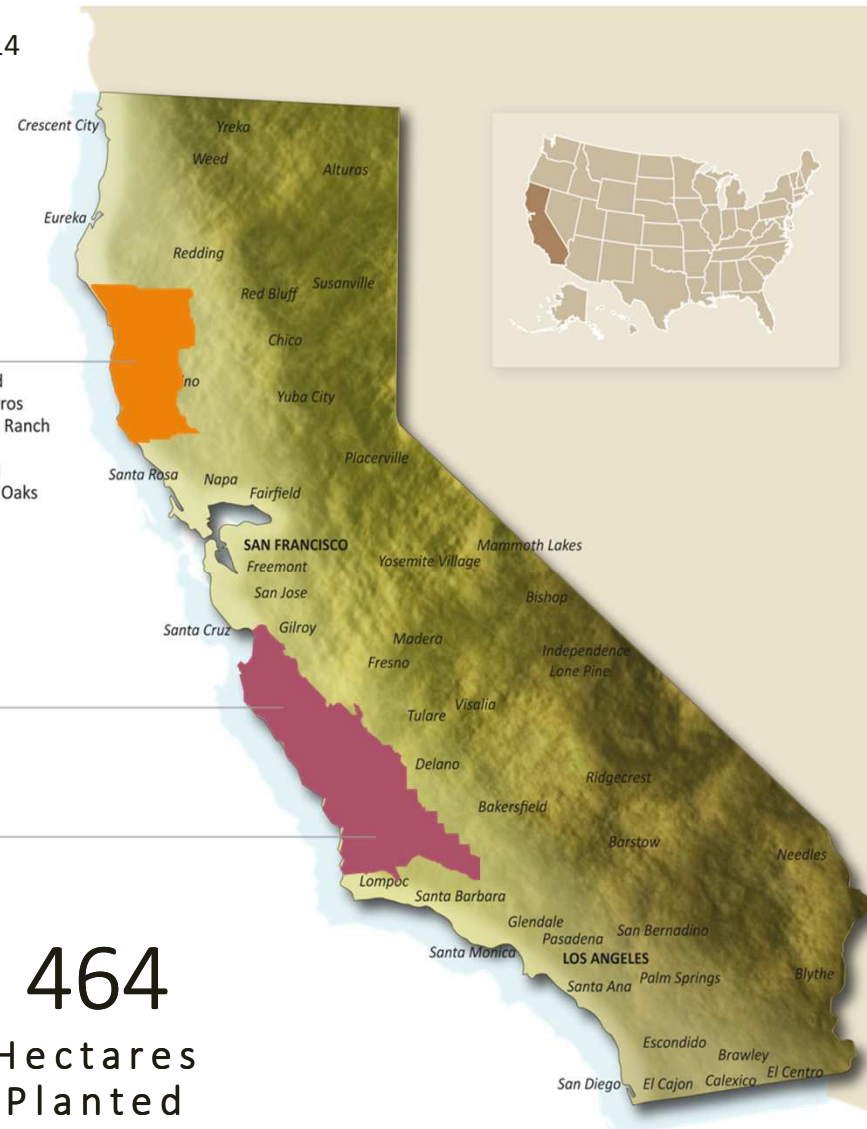 Crescent City
Yreka
Weed
Alturas
Eureka
Redding
Susanville
Red Bluff
Chico
Yuba City
ros
Ranch
Oaks
Placerville
Santa Rosa
Napa
Fairfield
SAN FRANCISCO
Mammoth Lakes
Yosemite Village
Freemont
San Jose
Bishop
Santa Cruz
Gilroy
Madera
Independence
Fresno
Lone Pine
Visalia
Tulare
Delano
Ridgecrest
Bakersfield
Barstow
Needles
Lompoc
Santa Barbara
Glendale
San Bernadino
Pasadena
Santa Monica
LOS ANGELES
Blythe
Palm Springs
Santa Ana
464
Hectares
Planted
Escondido
Brawley
El Centro
Calexico
San Diego
El Cajon